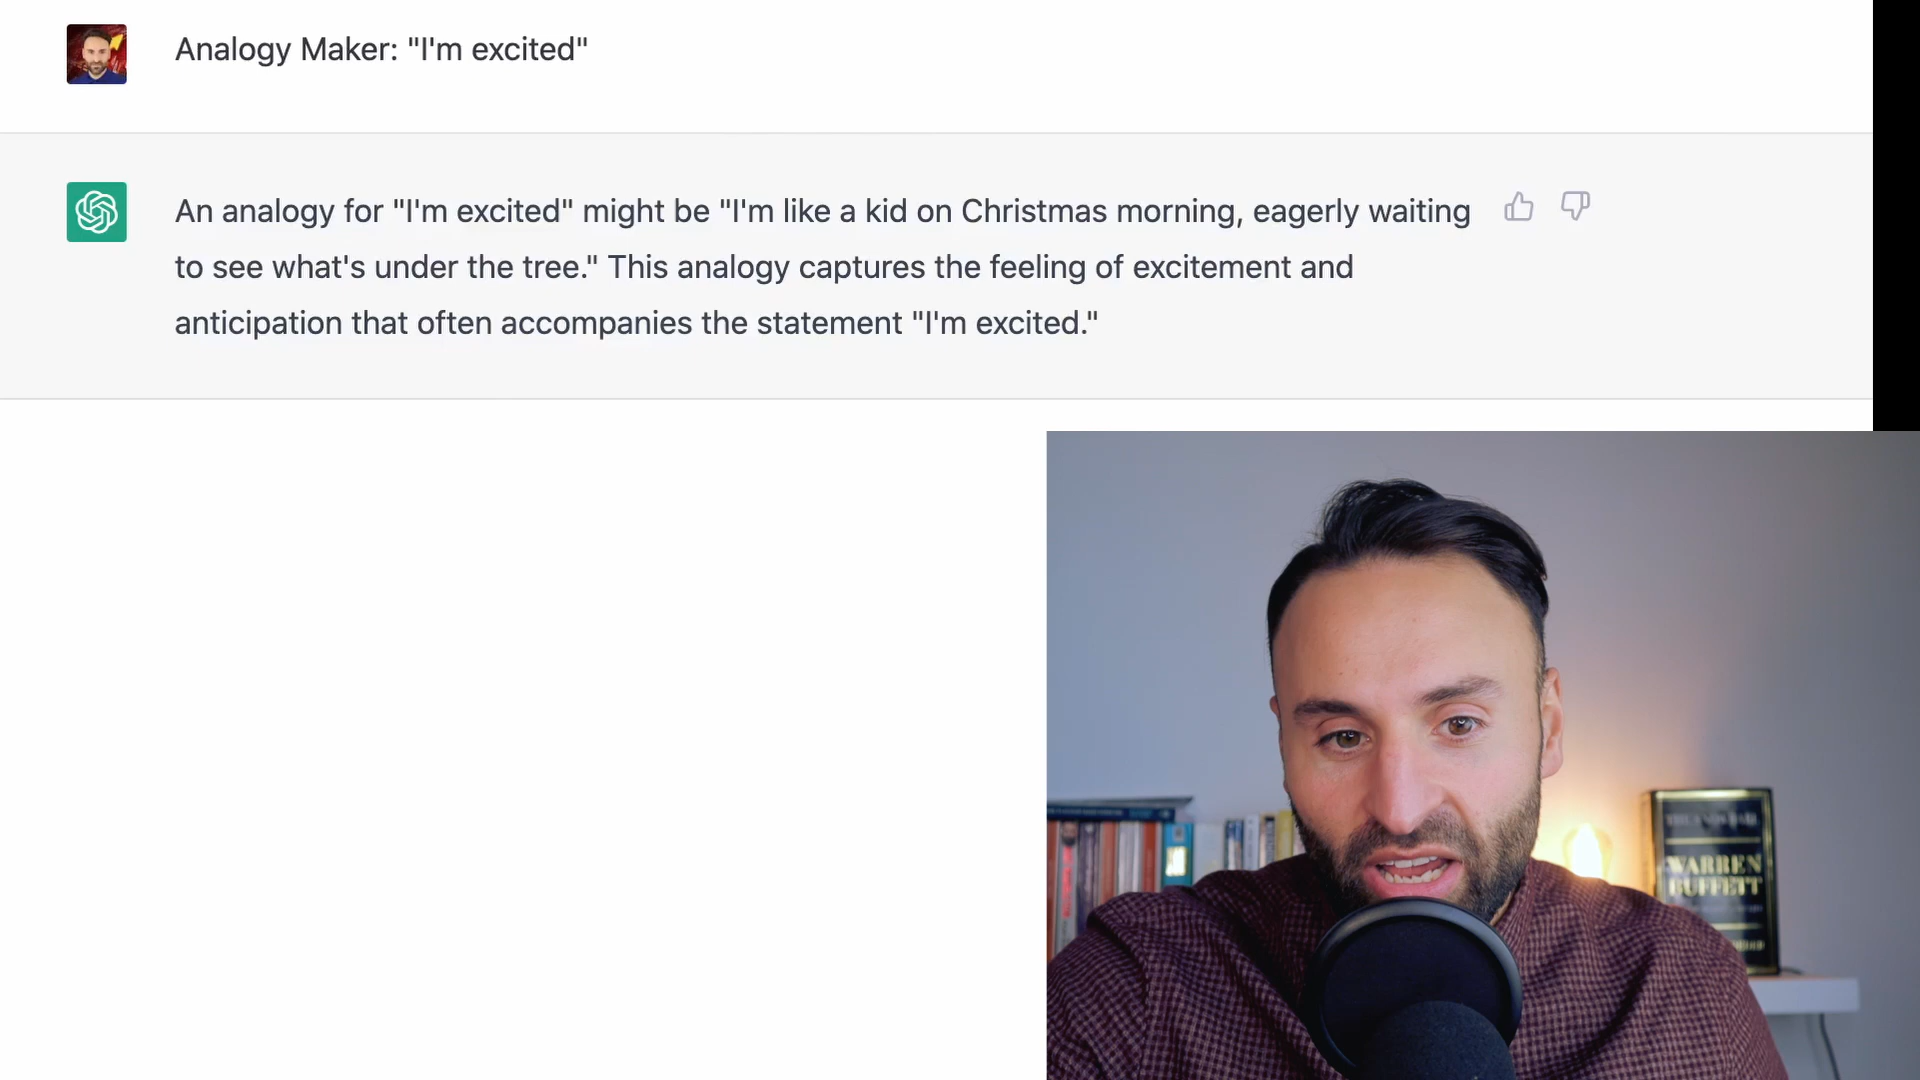 Analogy Maker: "I'm excited"
An analogy for "I'm excited" might be "I'm like a kid on Christmas morning, eagerly waiting
to see what's under the tree." This analogy captures the feeling of excitement and
anticipation that often accompanies the statement "I'm excited."
WARREN
BUFFETT